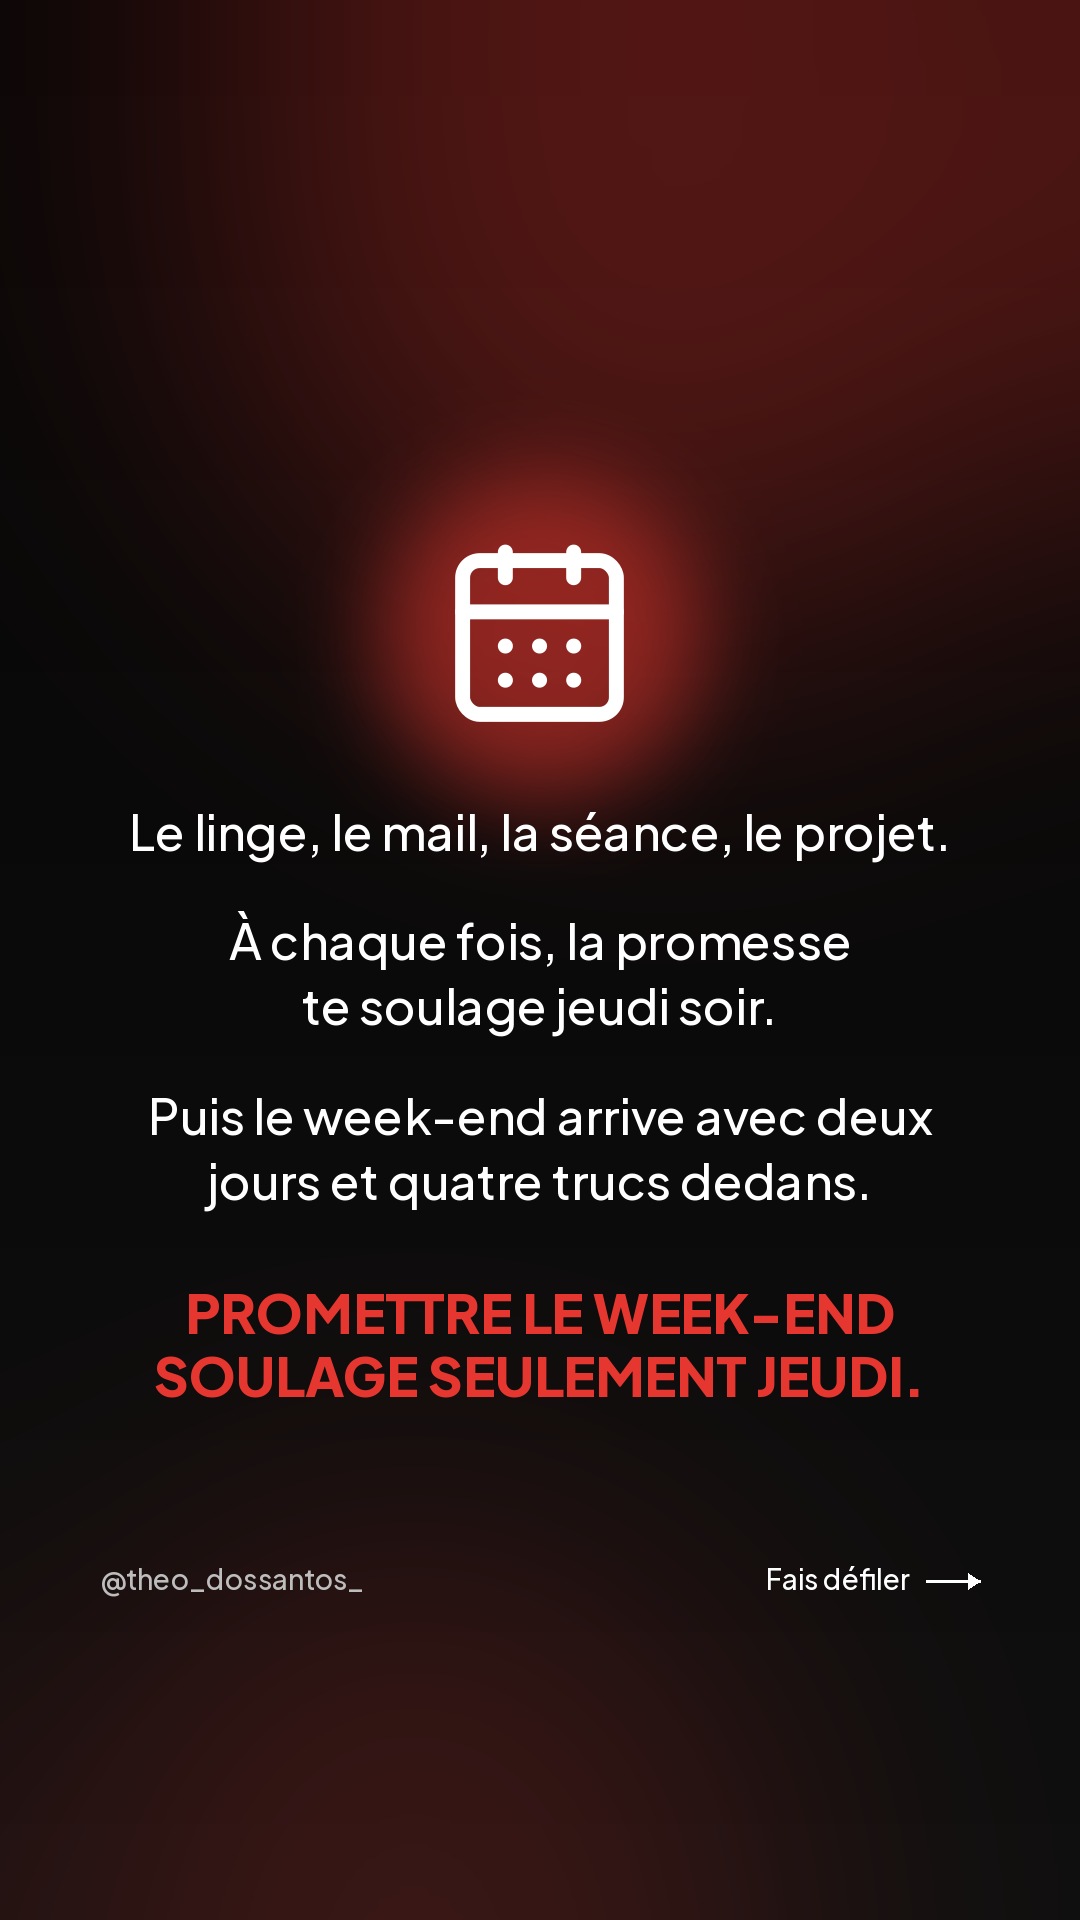 Le linge, le mail, la séance, le projet.
À chaque fois, la promesse
te soulage jeudi soir.
Puis le week-end arrive avec deux
jours et quatre trucs dedans.
PROMETTRE LE WEEK-END
SOULAGE SEULEMENT JEUDI.
@theo_dossantos_
Fais défiler